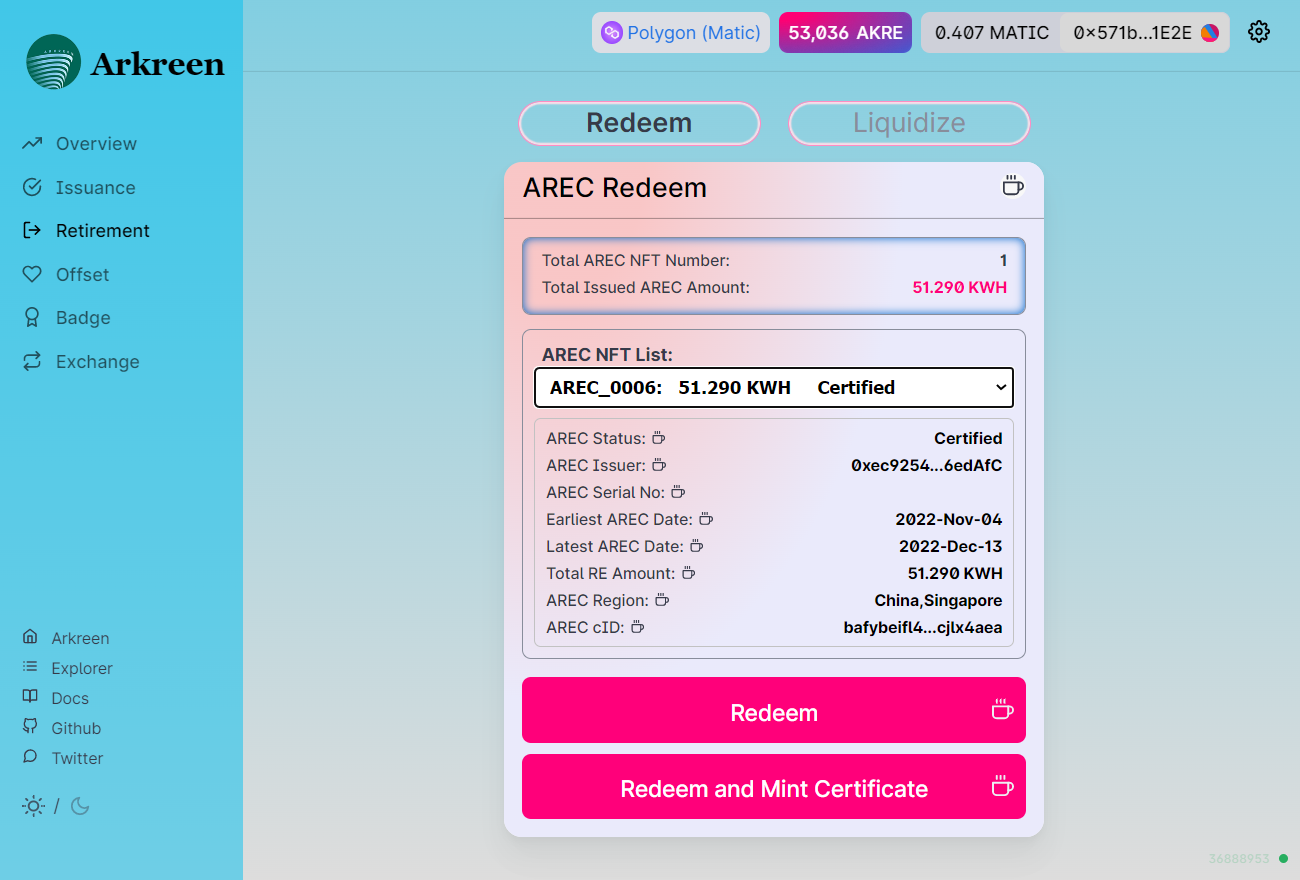 Arkreen
Polygon (Matic)
53,036 AKRE
0.407 MATIC
0x571b...1E2E
Overview
Issuance
Retirement
Offset
Badge
Exchange
Arkreen
Explorer
Docs
Github
Twitter
/
Redeem
Liquidize
AREC Redeem
Total AREC NFT Number: 1
Total Issued AREC Amount: 51.290 KWH
AREC NFT List:
AREC_0006: 51.290 KWH Certified
AREC Status: Certified
AREC Issuer: 0xec9254...6edAfC
AREC Serial No:
Earliest AREC Date: 2022-Nov-04
Latest AREC Date: 2022-Dec-13
Total RE Amount: 51.290 KWH
AREC Region: China,Singapore
AREC cID: bafybeifl4...cjlx4aea
Redeem
Redeem and Mint Certificate
36888953